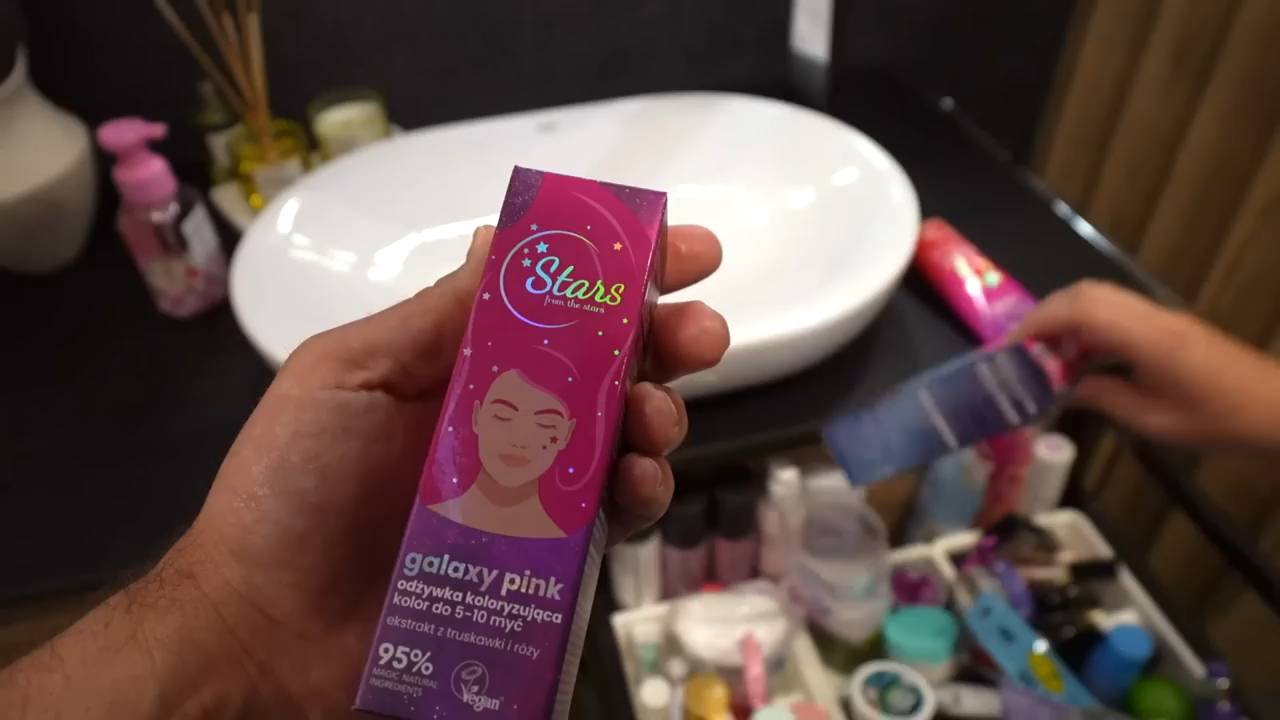 Stars
from the stars
galaxy pink
odżywka koloryzująca
kolor do 5-10 myć
ekstrakt z truskawki i róży
95%
MAGIC NATURAL
INGREDIENTS
Vegan